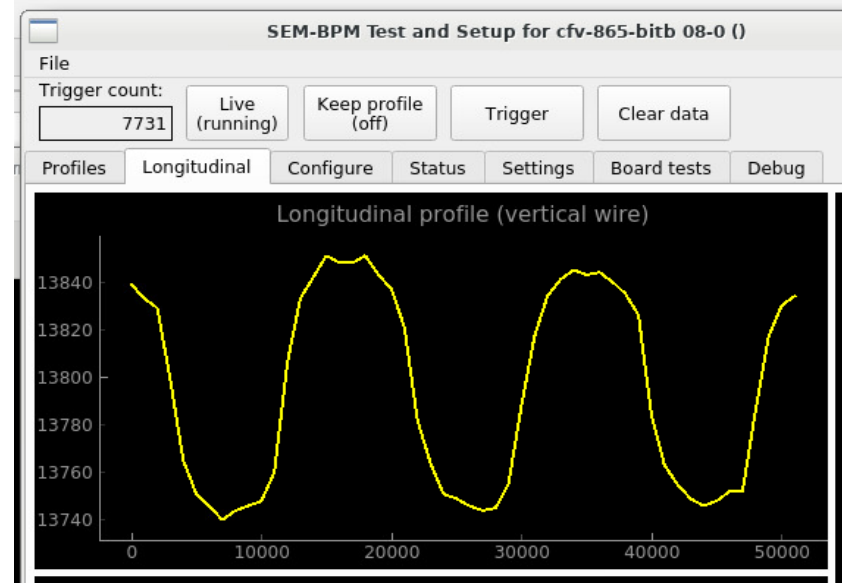 SEM-BPM Test and Setup for cfv-865-bitb 08-0 ()
File
Trigger count:
7731
Live
(running)
Keep profile
(off)
Trigger
Clear data
Profiles Longitudinal Configure Status Settings Board tests Debug
Longitudinal profile (vertical wire)
13840
13820
13800
13780
13760
13740
0 10000 20000 30000 40000 50000